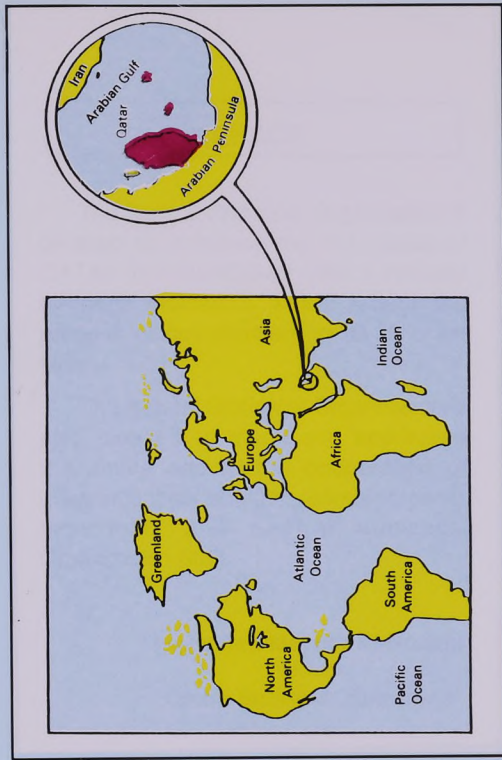 Iran
Arabian Gulf
Qatar
Arabian Peninsula
Greenland
Europe
Asia
North
America
Atlantic
Ocean
Africa
Indian
Ocean
Pacific
Ocean
South
America